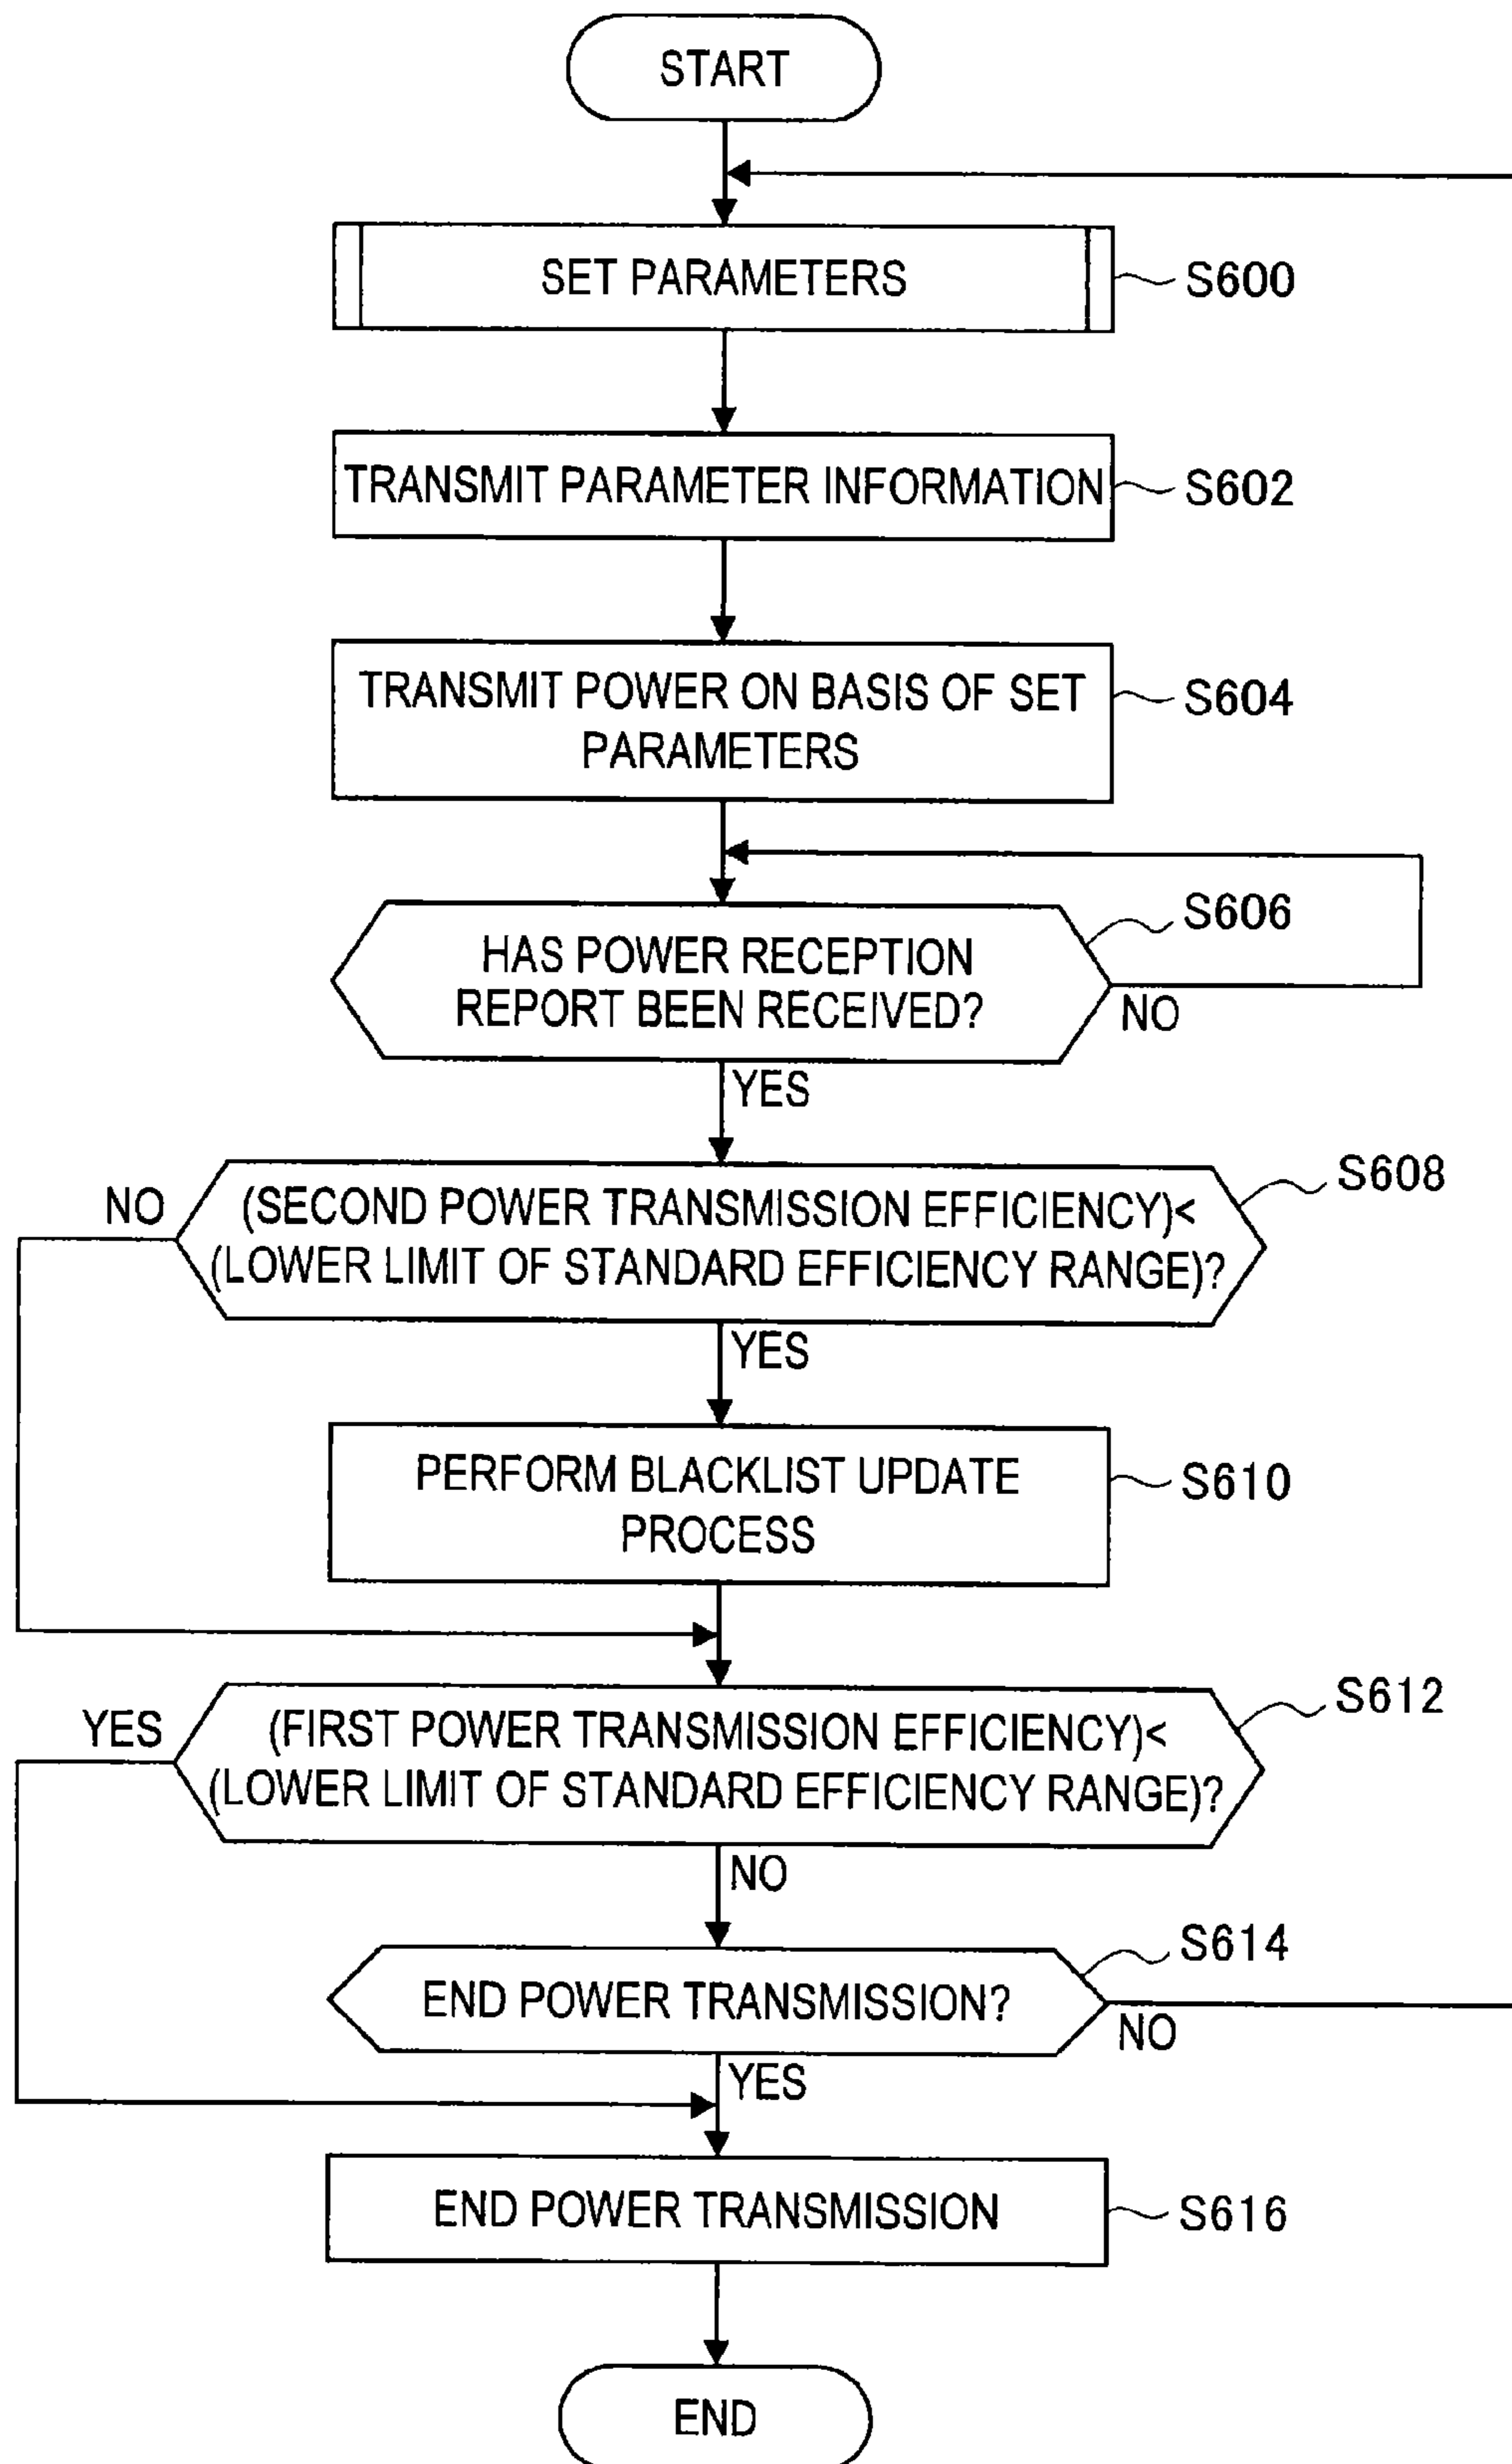 START
SET PARAMETERS
S600
TRANSMIT PARAMETER INFORMATION
S602
TRANSMIT POWER ON BASIS OF SET
PARAMETERS
S604
HAS POWER RECEPTION
REPORT BEEN RECEIVED?
S606
NO
YES
(SECOND POWER TRANSMISSION EFFICIENCY)<
(LOWER LIMIT OF STANDARD EFFICIENCY RANGE)?
S608
NO
YES
PERFORM BLACKLIST UPDATE
PROCESS
S610
(FIRST POWER TRANSMISSION EFFICIENCY)<
(LOWER LIMIT OF STANDARD EFFICIENCY RANGE)?
S612
YES
NO
END POWER TRANSMISSION?
S614
NO
YES
END POWER TRANSMISSION
S616
END